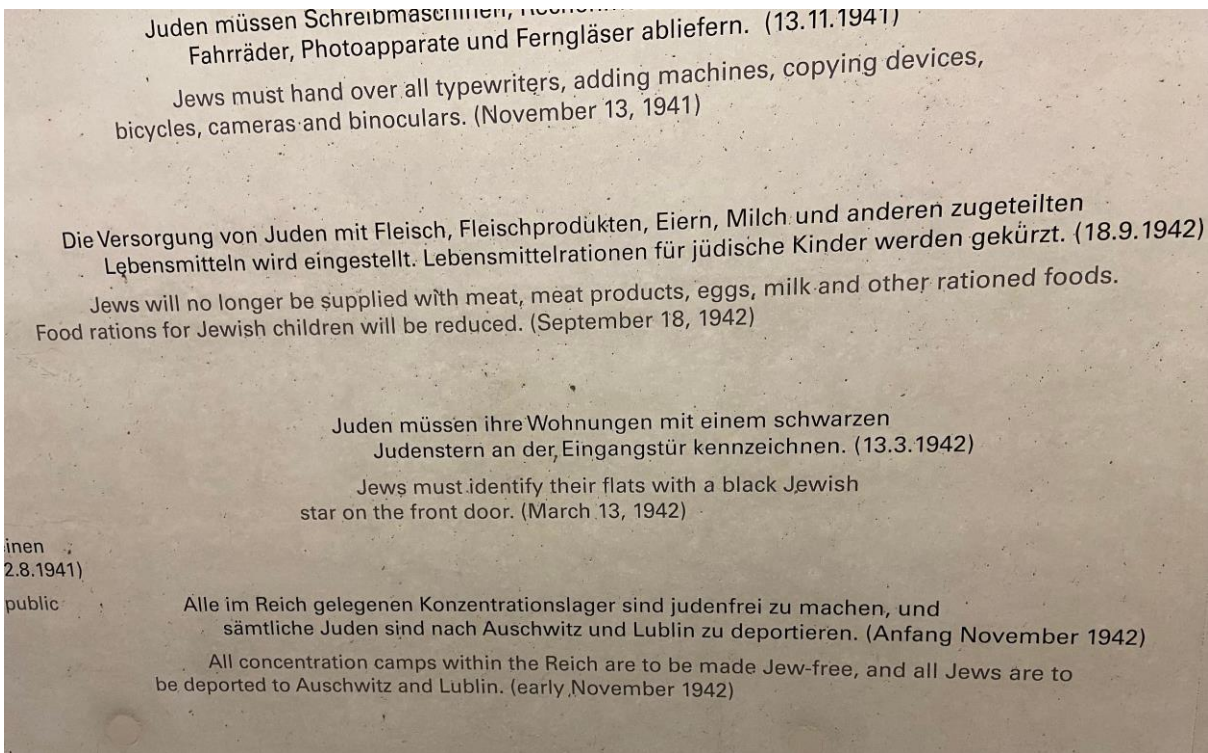 Juden müssen Schreibmaschinen,
Fahrräder, Photoapparate und Ferngläser abliefern. (13.11.1941)
Jews must hand over all typewriters, adding machines, copying devices,
bicycles, cameras and binoculars. (November 13, 1941)
Die Versorgung von Juden mit Fleisch, Fleischprodukten, Eiern, Milch und anderen zugeteilten
Lebensmitteln wird eingestellt. Lebensmittelrationen für jüdische Kinder werden gekürzt. (18.9.1942)
Jews will no longer be supplied with meat, meat products, eggs, milk and other rationed foods.
Food rations for Jewish children will be reduced. (September 18, 1942)
Juden müssen ihre Wohnungen mit einem schwarzen
Judenstern an der Eingangstür kennzeichnen. (13.3.1942)
Jews must identify their flats with a black Jewish
star on the front door. (March 13, 1942)
inen
2.8.1941)
public
Alle im Reich gelegenen Konzentrationslager sind judenfrei zu machen, und
sämtliche Juden sind nach Auschwitz und Lublin zu deportieren. (Anfang November 1942)
All concentration camps within the Reich are to be made Jew-free, and all Jews are to
be deported to Auschwitz and Lublin. (early November 1942)